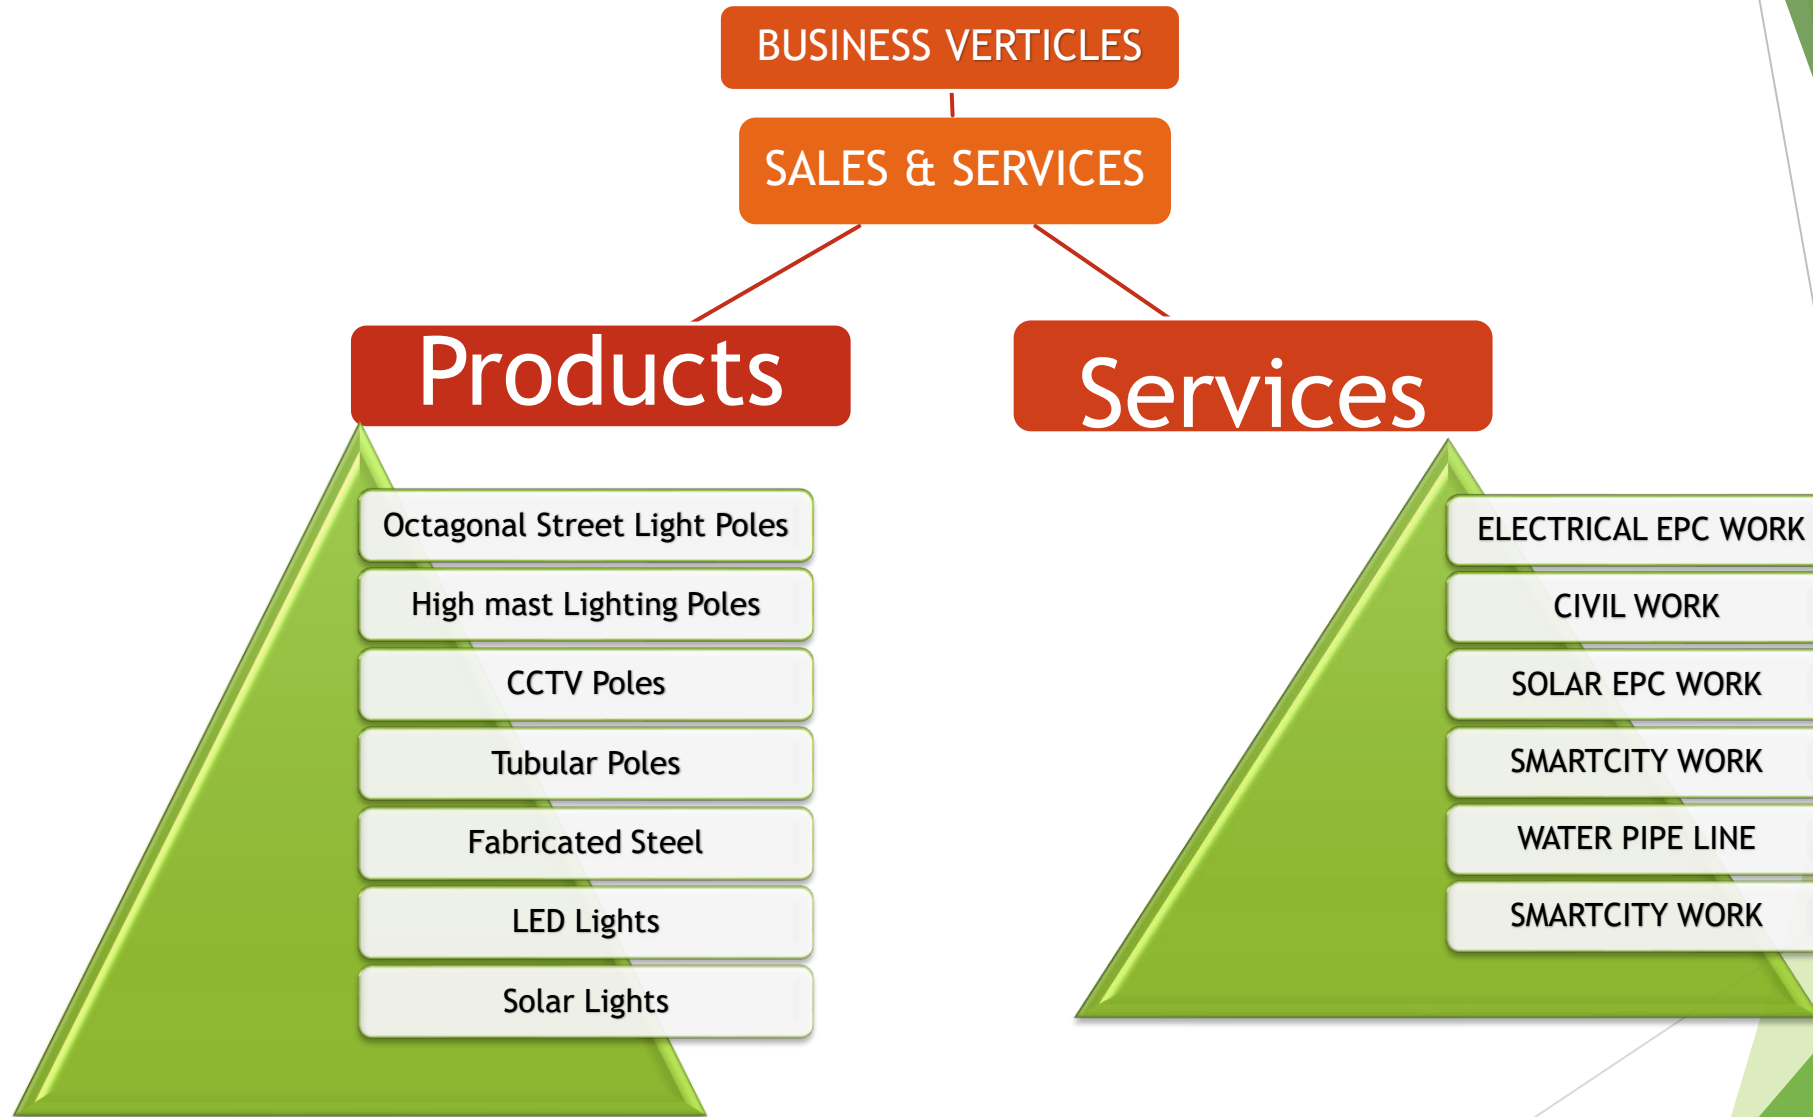 BUSINESS VERTICLES
SALES & SERVICES
Products
Services
Octagonal Street Light Poles
High mast Lighting Poles
CCTV Poles
Tubular Poles
Fabricated Steel
LED Lights
Solar Lights
ELECTRICAL EPC WORK
CIVIL WORK
SOLAR EPC WORK
SMARTCITY WORK
WATER PIPE LINE
SMARTCITY WORK